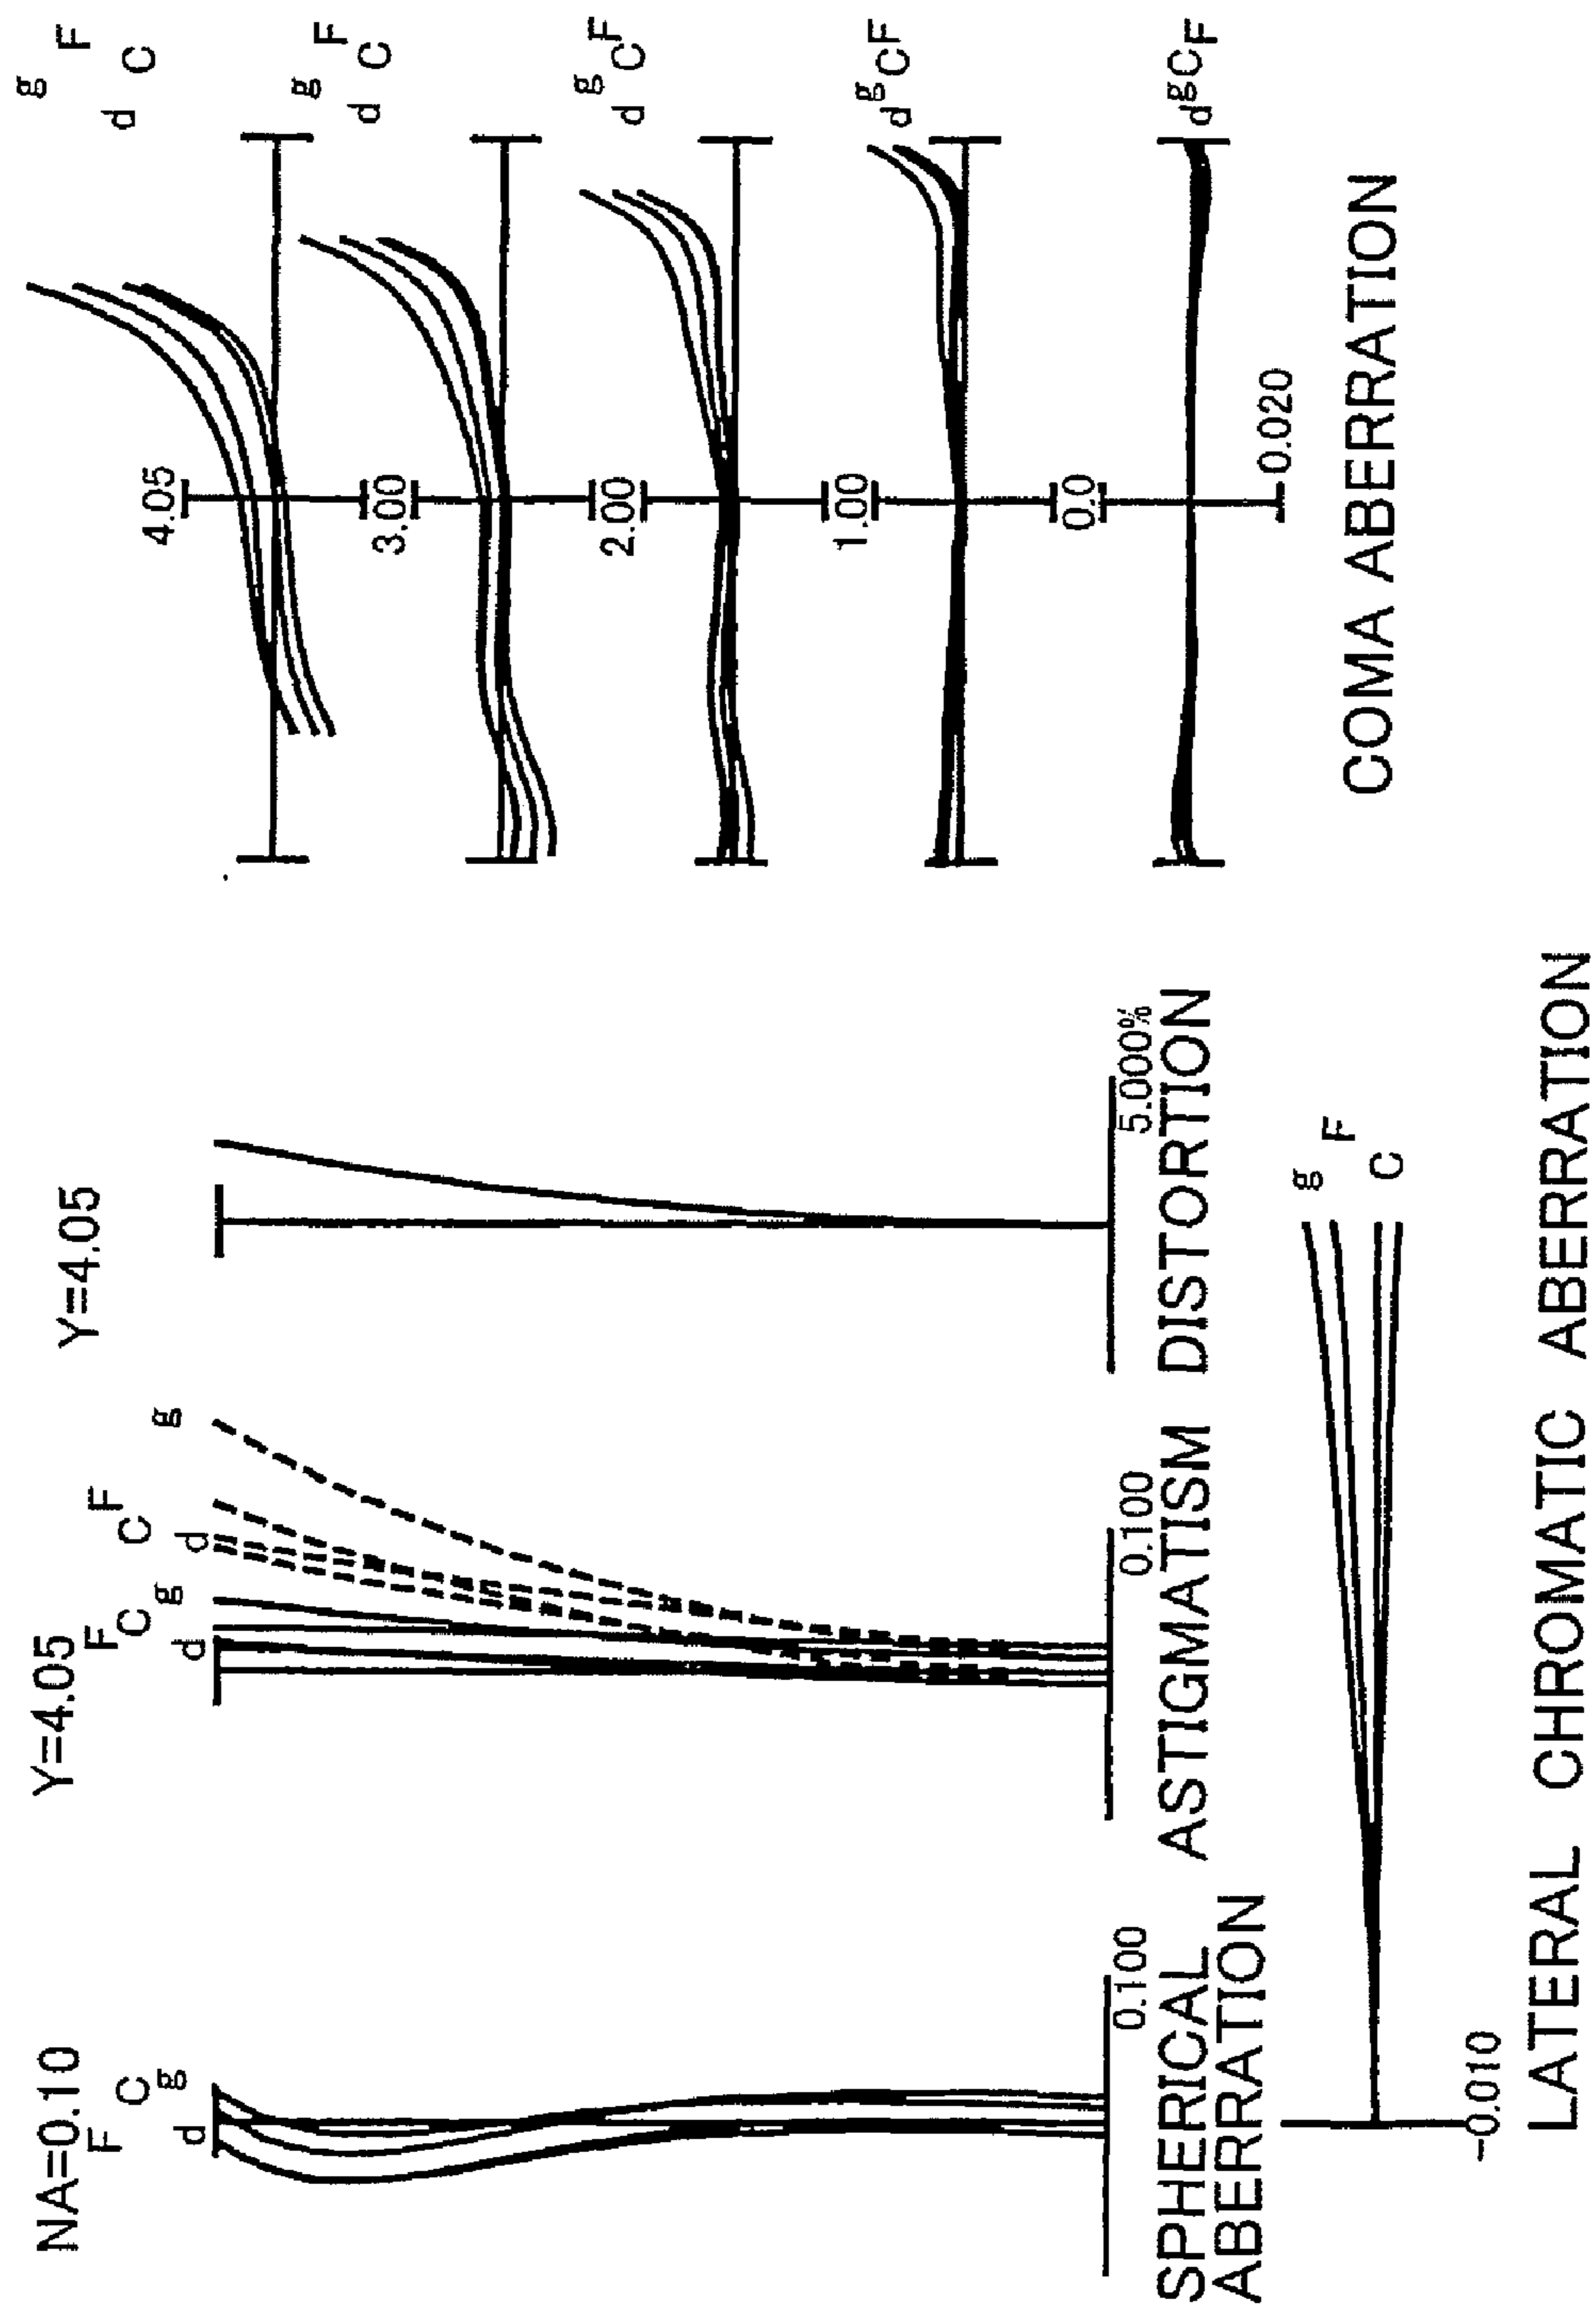 NA=0.10
F
C
d
g
0.100
SPHERICAL
ABERRATION
Y=4.05
F
C
d
g
C
F
d
g
0.100
ASTIGMATISM
Y=4.05
5.000%
DISTORTION
g
F
C
-0.010
LATERAL CHROMATIC ABERRATION
g
F
d
C
4.05
g
F
d
C
3.00
g
F
d
C
2.00
g
F
d
C
1.00
d
g
C
F
0.0
0.020
COMA ABERRATION